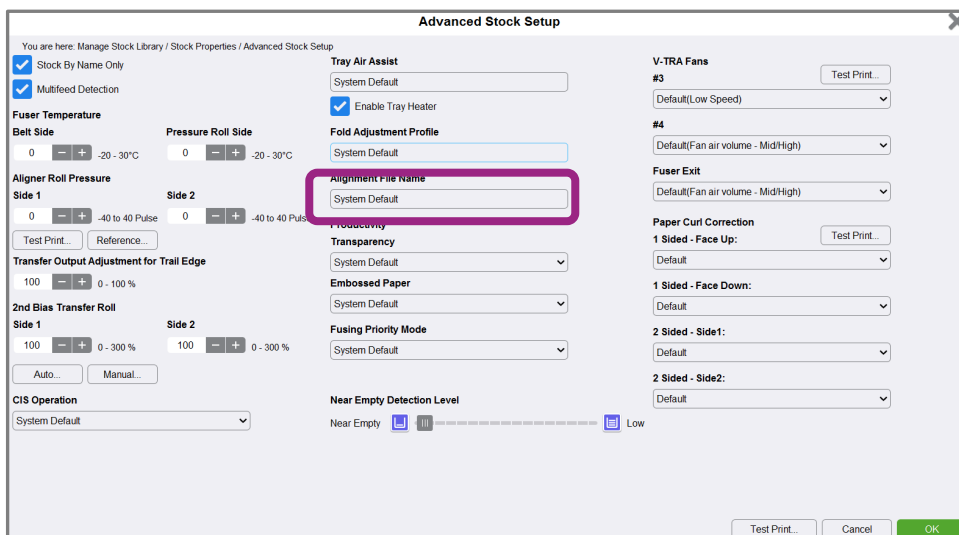 Advanced Stock Setup
You are here: Manage Stock Library / Stock Properties / Advanced Stock Setup
Stock By Name Only
Multifeed Detection
Fuser Temperature
Belt Side
Pressure Roll Side
0 − + -20 - 30°C
0 − + -20 - 30°C
Aligner Roll Pressure
Side 1
Side 2
0 − + -40 to 40 Pulse
0 − + -40 to 40 Puls
Test Print...
Reference...
Transfer Output Adjustment for Trail Edge
100 − + 0 - 100 %
2nd Bias Transfer Roll
Side 1
Side 2
100 − + 0 - 300 %
100 − + 0 - 300 %
Auto...
Manual...
CIS Operation
System Default
Tray Air Assist
System Default
Enable Tray Heater
Fold Adjustment Profile
System Default
Alignment File Name
System Default
Productivity
Transparency
System Default
Embossed Paper
System Default
Fusing Priority Mode
System Default
Near Empty Detection Level
Near Empty
Low
V-TRA Fans
#3
Test Print...
Default(Low Speed)
#4
Default(Fan air volume - Mid/High)
Fuser Exit
Default(Fan air volume - Mid/High)
Paper Curl Correction
1 Sided - Face Up:
Test Print...
Default
1 Sided - Face Down:
Default
2 Sided - Side1:
Default
2 Sided - Side2:
Default
Test Print...
Cancel
OK